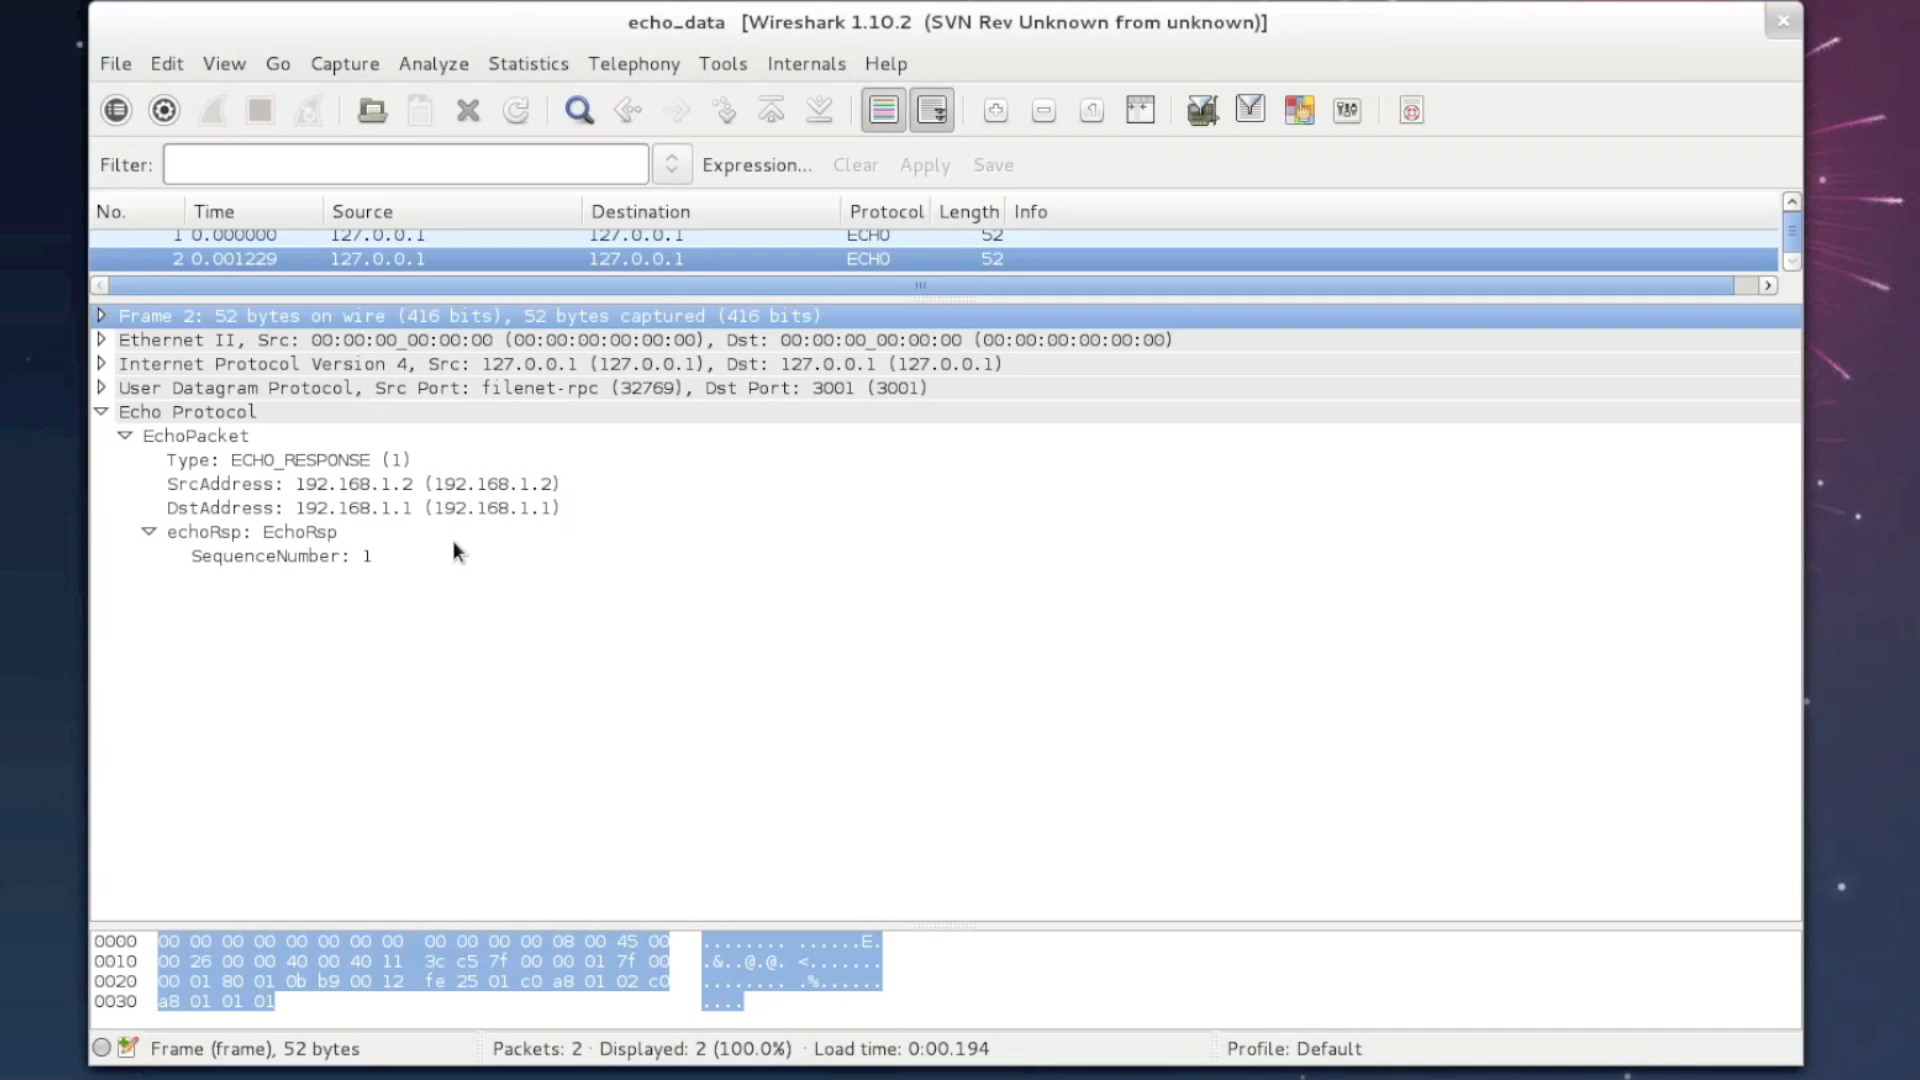 echo_data [Wireshark 1.10.2 (SVN Rev Unknown from unknown)]
File Edit View Go Capture Analyze Statistics Telephony Tools Internals Help
Filter: Expression... Clear Apply Save
No. Time Source Destination Protocol Length Info
1 0.000000 127.0.0.1 127.0.0.1 ECHO 52
2 0.001229 127.0.0.1 127.0.0.1 ECHO 52
Frame 2: 52 bytes on wire (416 bits), 52 bytes captured (416 bits)
Ethernet II, Src: 00:00:00_00:00:00 (00:00:00:00:00:00), Dst: 00:00:00_00:00:00 (00:00:00:00:00:00)
Internet Protocol Version 4, Src: 127.0.0.1 (127.0.0.1), Dst: 127.0.0.1 (127.0.0.1)
User Datagram Protocol, Src Port: filenet-rpc (32769), Dst Port: 3001 (3001)
Echo Protocol
EchoPacket
Type: ECHO_RESPONSE (1)
SrcAddress: 192.168.1.2 (192.168.1.2)
DstAddress: 192.168.1.1 (192.168.1.1)
echoRsp: EchoRsp
SequenceNumber: 1
0000 00 00 00 00 00 00 00 00 00 00 00 00 08 00 45 00 ........ ......E.
0010 00 26 00 00 40 00 40 11 3c c5 7f 00 00 01 7f 00 .&..@.@. <.......
0020 00 01 80 01 0b b9 00 12 fe 25 01 c0 a8 01 02 c0 ........ .%......
0030 a8 01 01 01 ....
Frame (frame), 52 bytes Packets: 2 · Displayed: 2 (100.0%) · Load time: 0:00.194 Profile: Default